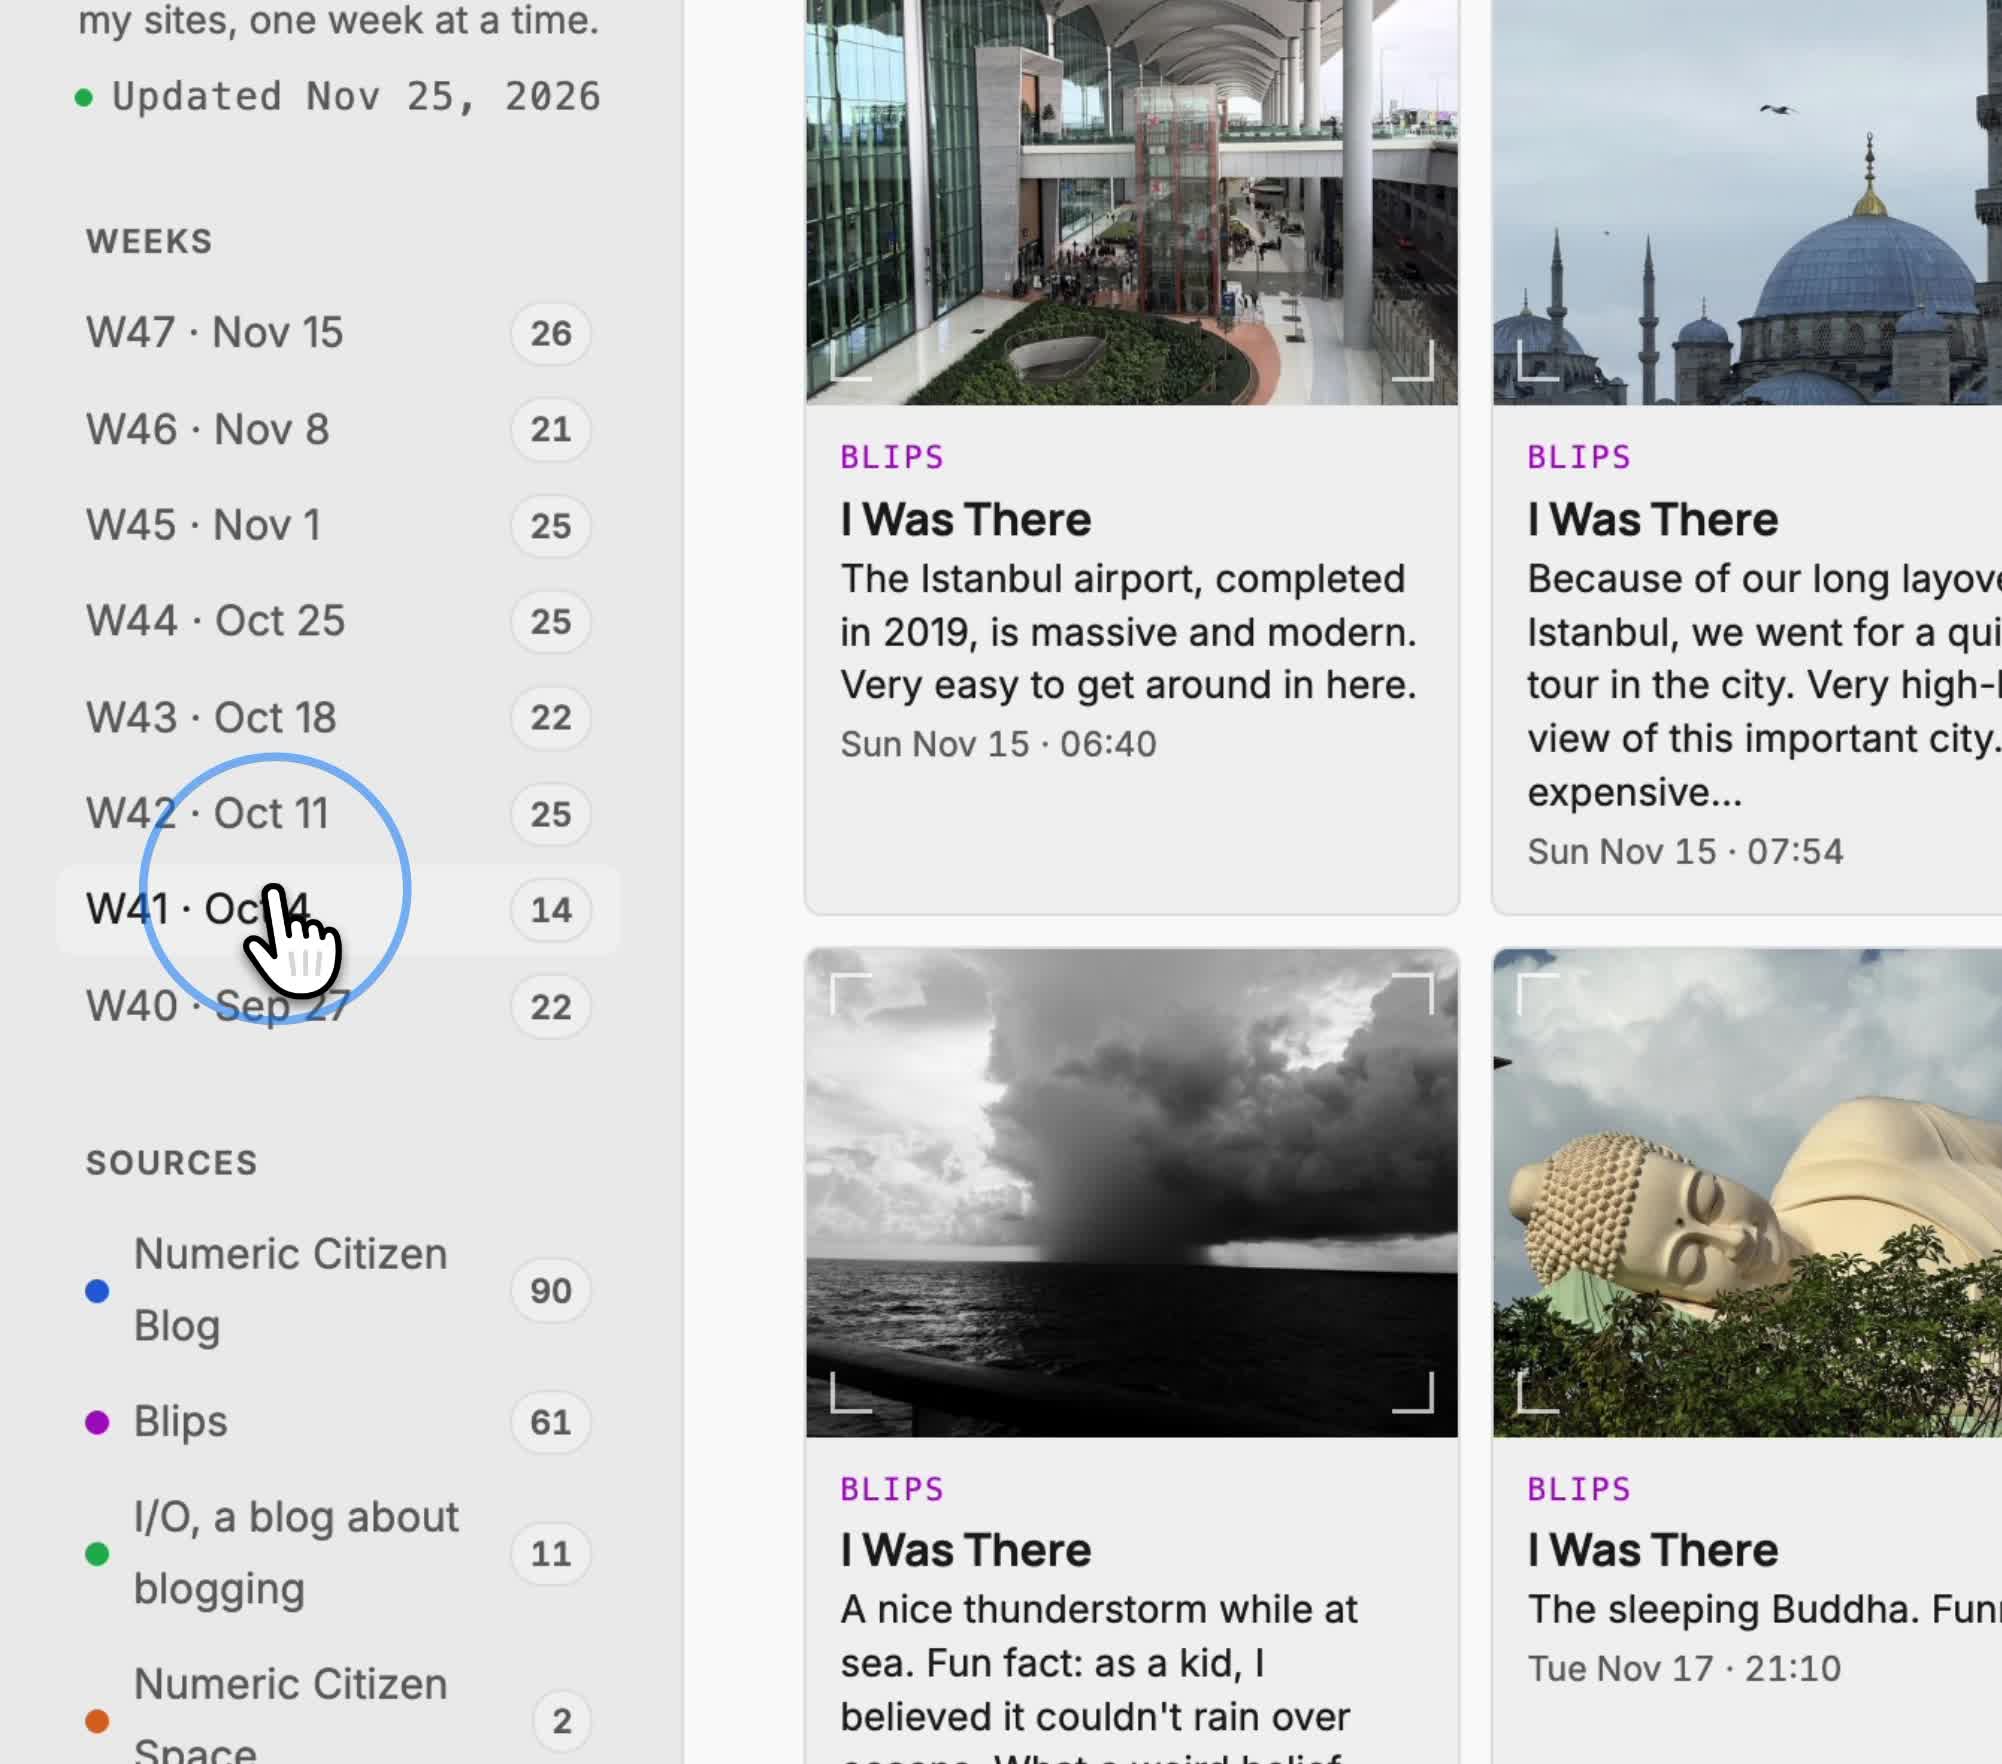 my sites, one week at a time.
Updated Nov 25, 2026
WEEKS
W47 · Nov 15 26
W46 · Nov 8 21
W45 · Nov 1 25
W44 · Oct 25 25
W43 · Oct 18 22
W42 · Oct 11 25
W41 · Oct 4 14
W40 · Sep 27 22
SOURCES
Numeric Citizen
Blog
90
Blips 61
I/O, a blog about
blogging
11
Numeric Citizen
Space
2
BLIPS
I Was There
The Istanbul airport, completed
in 2019, is massive and modern.
Very easy to get around in here.
Sun Nov 15 · 06:40
BLIPS
I Was There
Because of our long
Istanbul, we went for a
tour in the city. Very
view of this important city.
expensive...
Sun Nov 15 · 07:54
BLIPS
I Was There
A nice thunderstorm while at
sea. Fun fact: as a kid, I
believed it couldn't rain over
BLIPS
I Was There
The sleeping Buddha.
Tue Nov 17 · 21:10